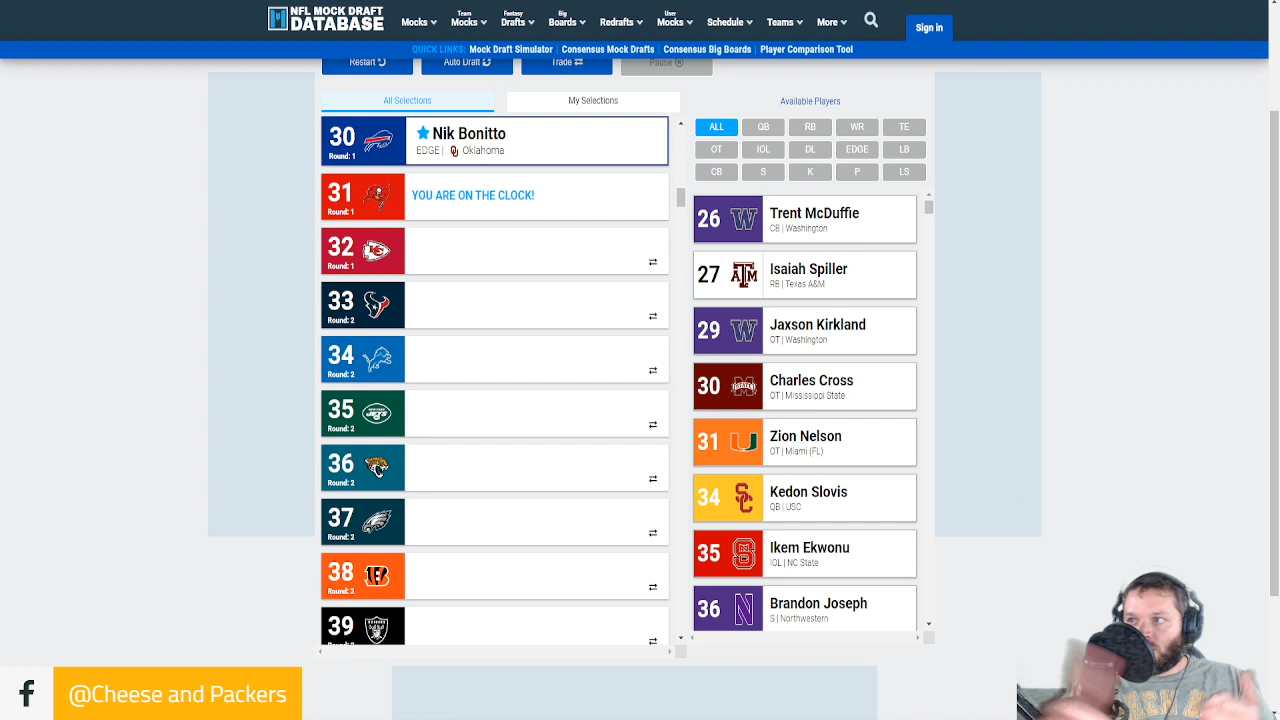 NFL MOCK DRAFT
DATABASE
Mocks
Team
Mocks
Fantasy
Drafts
Big
Boards
Redrafts
User
Mocks
Schedule
Teams
More
Sign in
QUICK LINKS: Mock Draft Simulator | Consensus Mock Drafts | Consensus Big Boards | Player Comparison Tool
Restart
Auto Draft
Trade
Pause
All Selections
My Selections
Available Players
ALL QB RB WR TE
OT IOL DL EDGE LB
CB S K P LS
30
Round: 1
Nik Bonitto
EDGE | Oklahoma
31
Round: 1
YOU ARE ON THE CLOCK!
32
Round: 1
33
Round: 2
34
Round: 2
35
JETS
Round: 2
36
Round: 2
37
Round: 2
38
Round: 2
39
RAIDERS
26
W
Trent McDuffie
CB | Washington
27
ATM
Isaiah Spiller
RB | Texas A&M
29
W
Jaxson Kirkland
OT | Washington
30
M
STATE
Charles Cross
OT | Mississippi State
31
Zion Nelson
OT | Miami (FL)
34
SC
Kedon Slovis
QB | USC
35
Ikem Ekwonu
IOL | NC State
36
N
Brandon Joseph
S | Northwestern
f
@Cheese and Packers